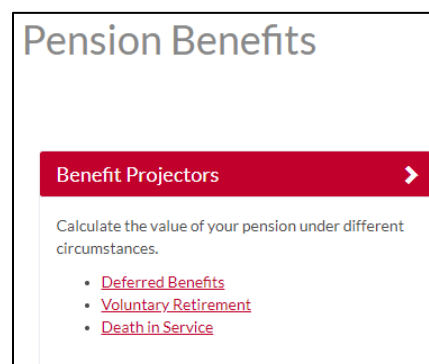 Pension Benefits
Benefit Projectors
Calculate the value of your pension under different
circumstances.
• Deferred Benefits
• Voluntary Retirement
• Death in Service